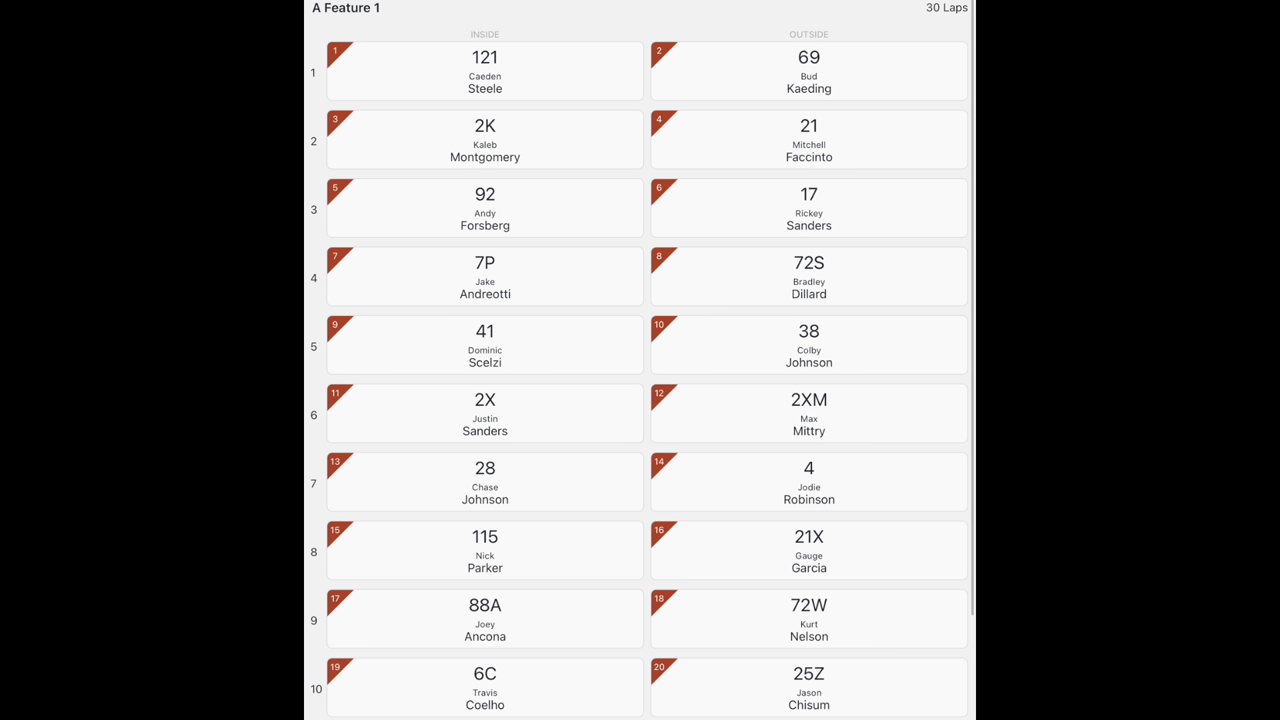 A Feature 1 30 Laps
INSIDE OUTSIDE
1
1
121
Caeden
Steele
2
69
Bud
Kaeding
2
3
2K
Kaleb
Montgomery
4
21
Mitchell
Faccinto
3
5
92
Andy
Forsberg
6
17
Rickey
Sanders
4
7
7P
Jake
Andreotti
8
72S
Bradley
Dillard
5
9
41
Dominic
Scelzi
10
38
Colby
Johnson
6
11
2X
Justin
Sanders
12
2XM
Max
Mittry
7
13
28
Chase
Johnson
14
4
Jodie
Robinson
8
15
115
Nick
Parker
16
21X
Gauge
Garcia
9
17
88A
Joey
Ancona
18
72W
Kurt
Nelson
10
19
6C
Travis
Coelho
20
25Z
Jason
Chisum